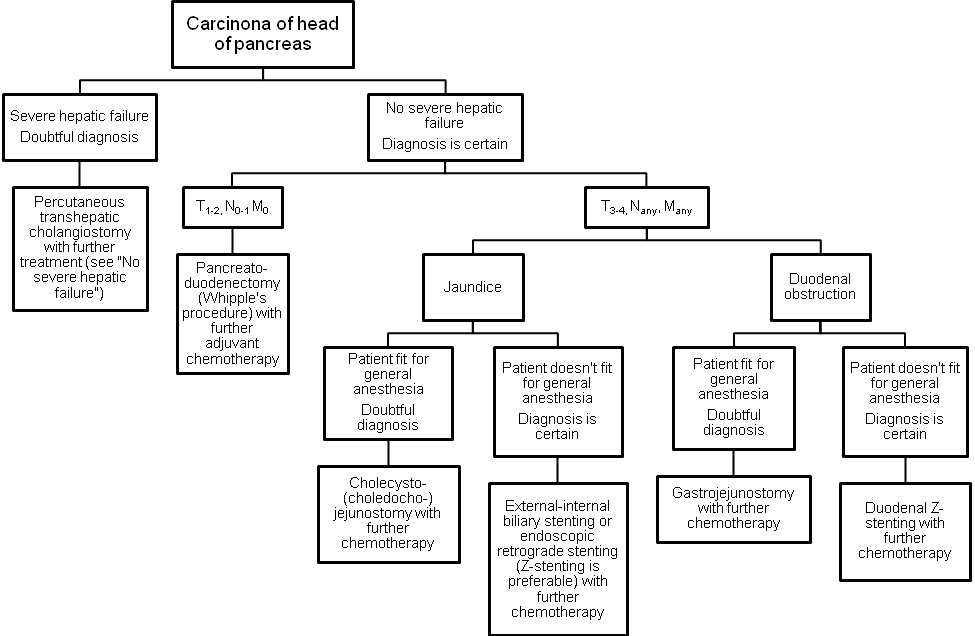 Carcinona of head
of pancreas
Severe hepatic failure
Doubtful diagnosis
No severe hepatic
failure
Diagnosis is certain
Percutaneous
transhepatic
cholangiostomy
with further
treatment (see "No
severe hepatic
failure")
T1-2, N0-1 M0
T3-4, Nany, Many
Pancreato-
duodenectomy
(Whipple's
procedure) with
further
adjuvant
chemotherapy
Jaundice
Duodenal
obstruction
Patient fit for
general
anesthesia
Doubtful
diagnosis
Patient doesn't fit
for general
anesthesia
Diagnosis is
certain
Patient fit for
general
anesthesia
Doubtful
diagnosis
Patient doesn't fit
for general
anesthesia
Diagnosis is
certain
Cholecysto-
(choledocho-)
jejunostomy with
further
chemotherapy
External-internal
biliary stenting or
endoscopic
retrograde stenting
(Z-stenting is
preferable) with
further
chemotherapy
Gastrojejunostomy
with further
chemotherapy
Duodenal Z-
stenting with
further
chemotherapy